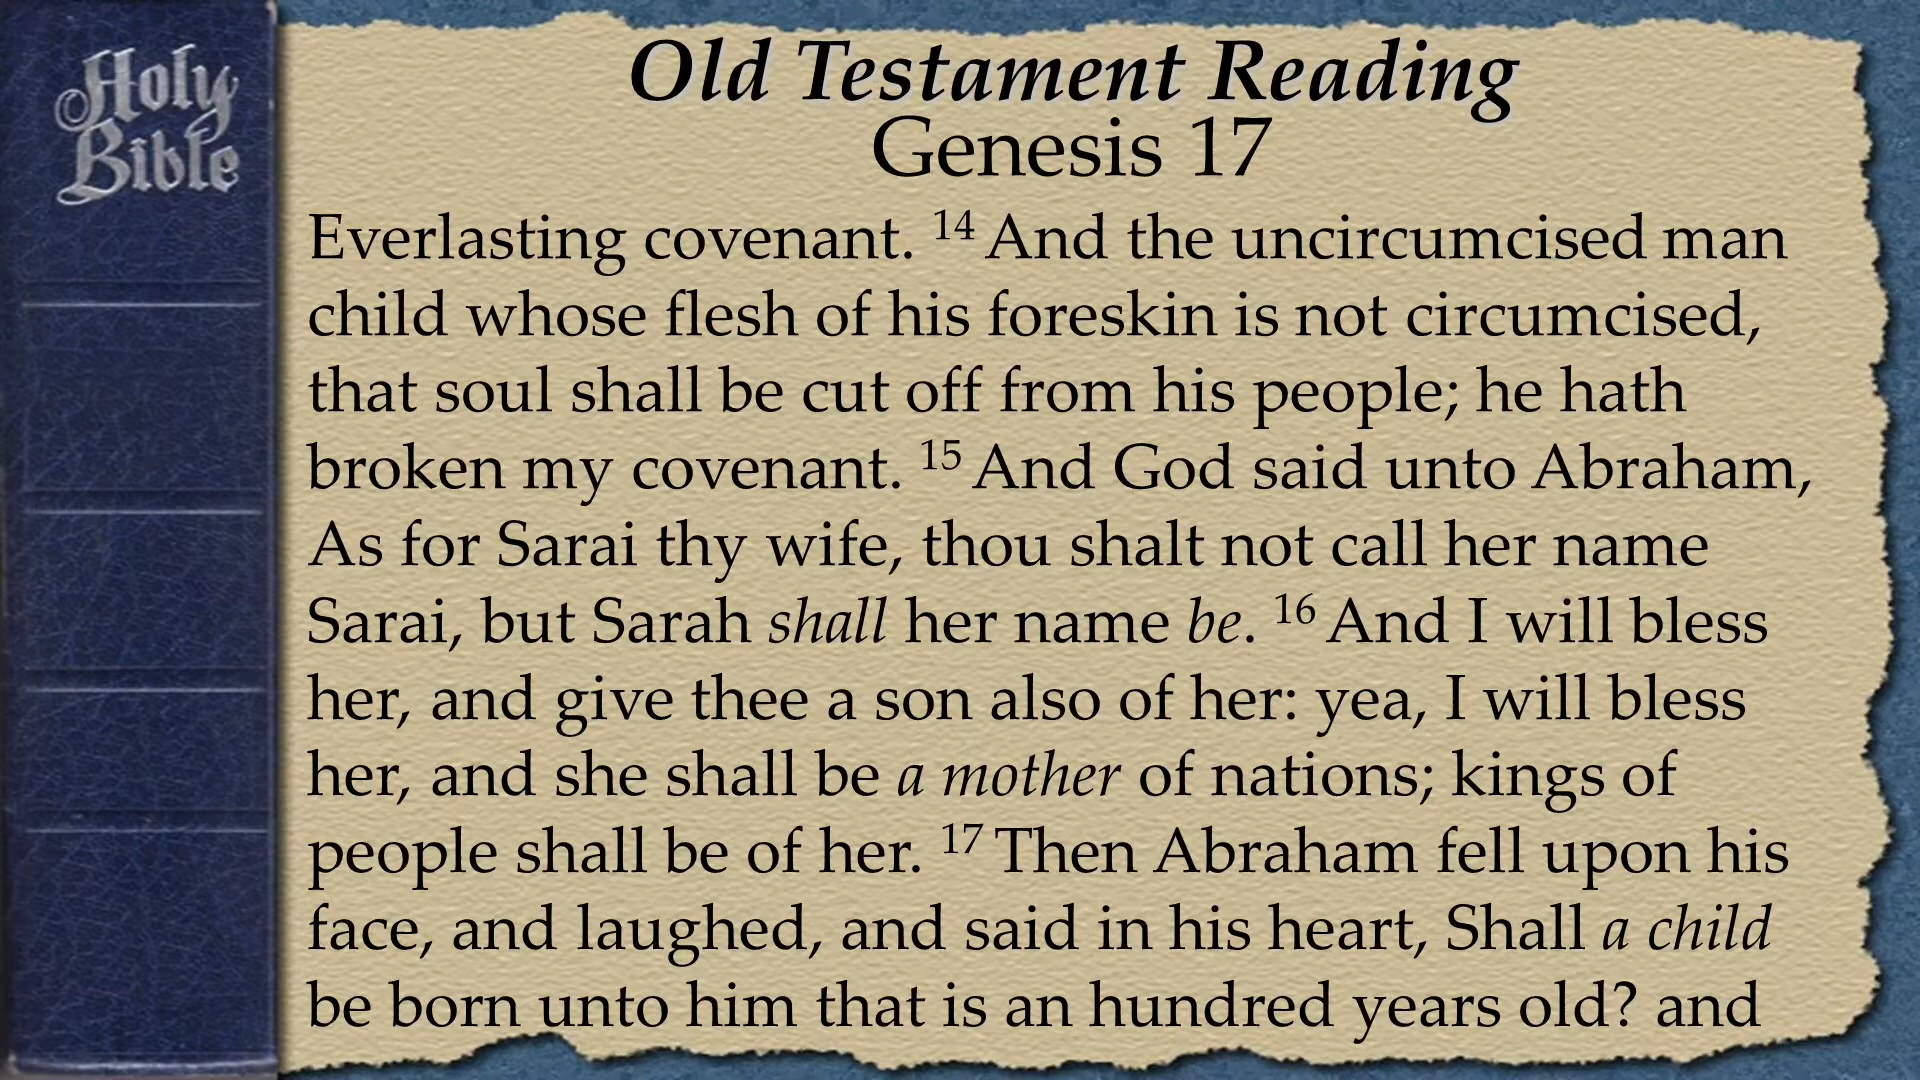 Holy
Bible
Old Testament Reading
Genesis 17
Everlasting covenant. 14 And the uncircumcised man
child whose flesh of his foreskin is not circumcised,
that soul shall be cut off from his people; he hath
broken my covenant. 15 And God said unto Abraham,
As for Sarai thy wife, thou shalt not call her name
Sarai, but Sarah shall her name be. 16 And I will bless
her, and give thee a son also of her: yea, I will bless
her, and she shall be a mother of nations; kings of
people shall be of her. 17 Then Abraham fell upon his
face, and laughed, and said in his heart, Shall a child
be born unto him that is an hundred years old? and